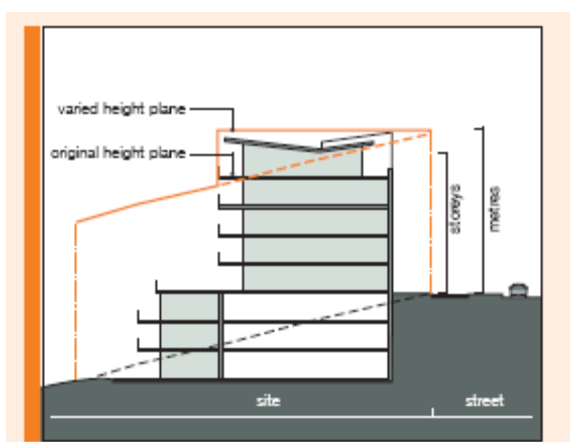 varied height plane
original height plane
storeys
metres
site
street